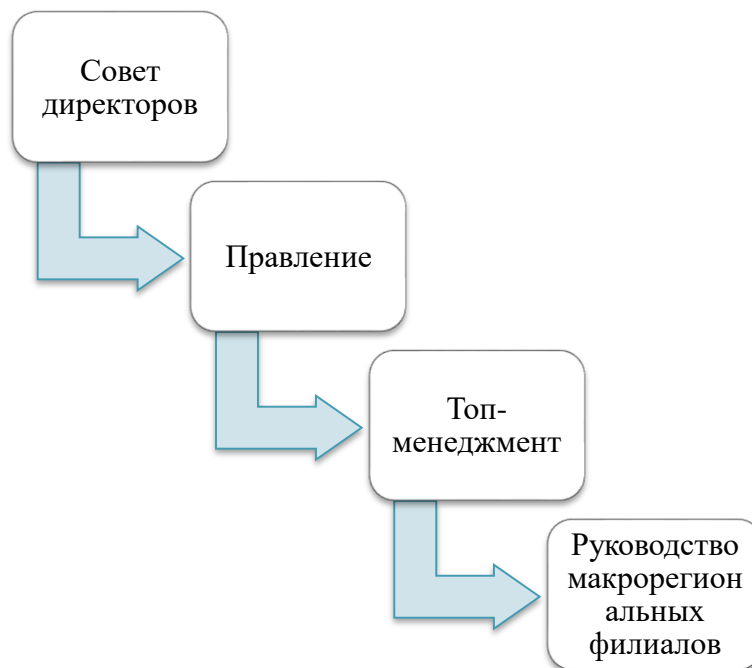 Совет
директоров
Правление
Топ-
менеджмент
Руководство
макрорегион
альных
филиалов